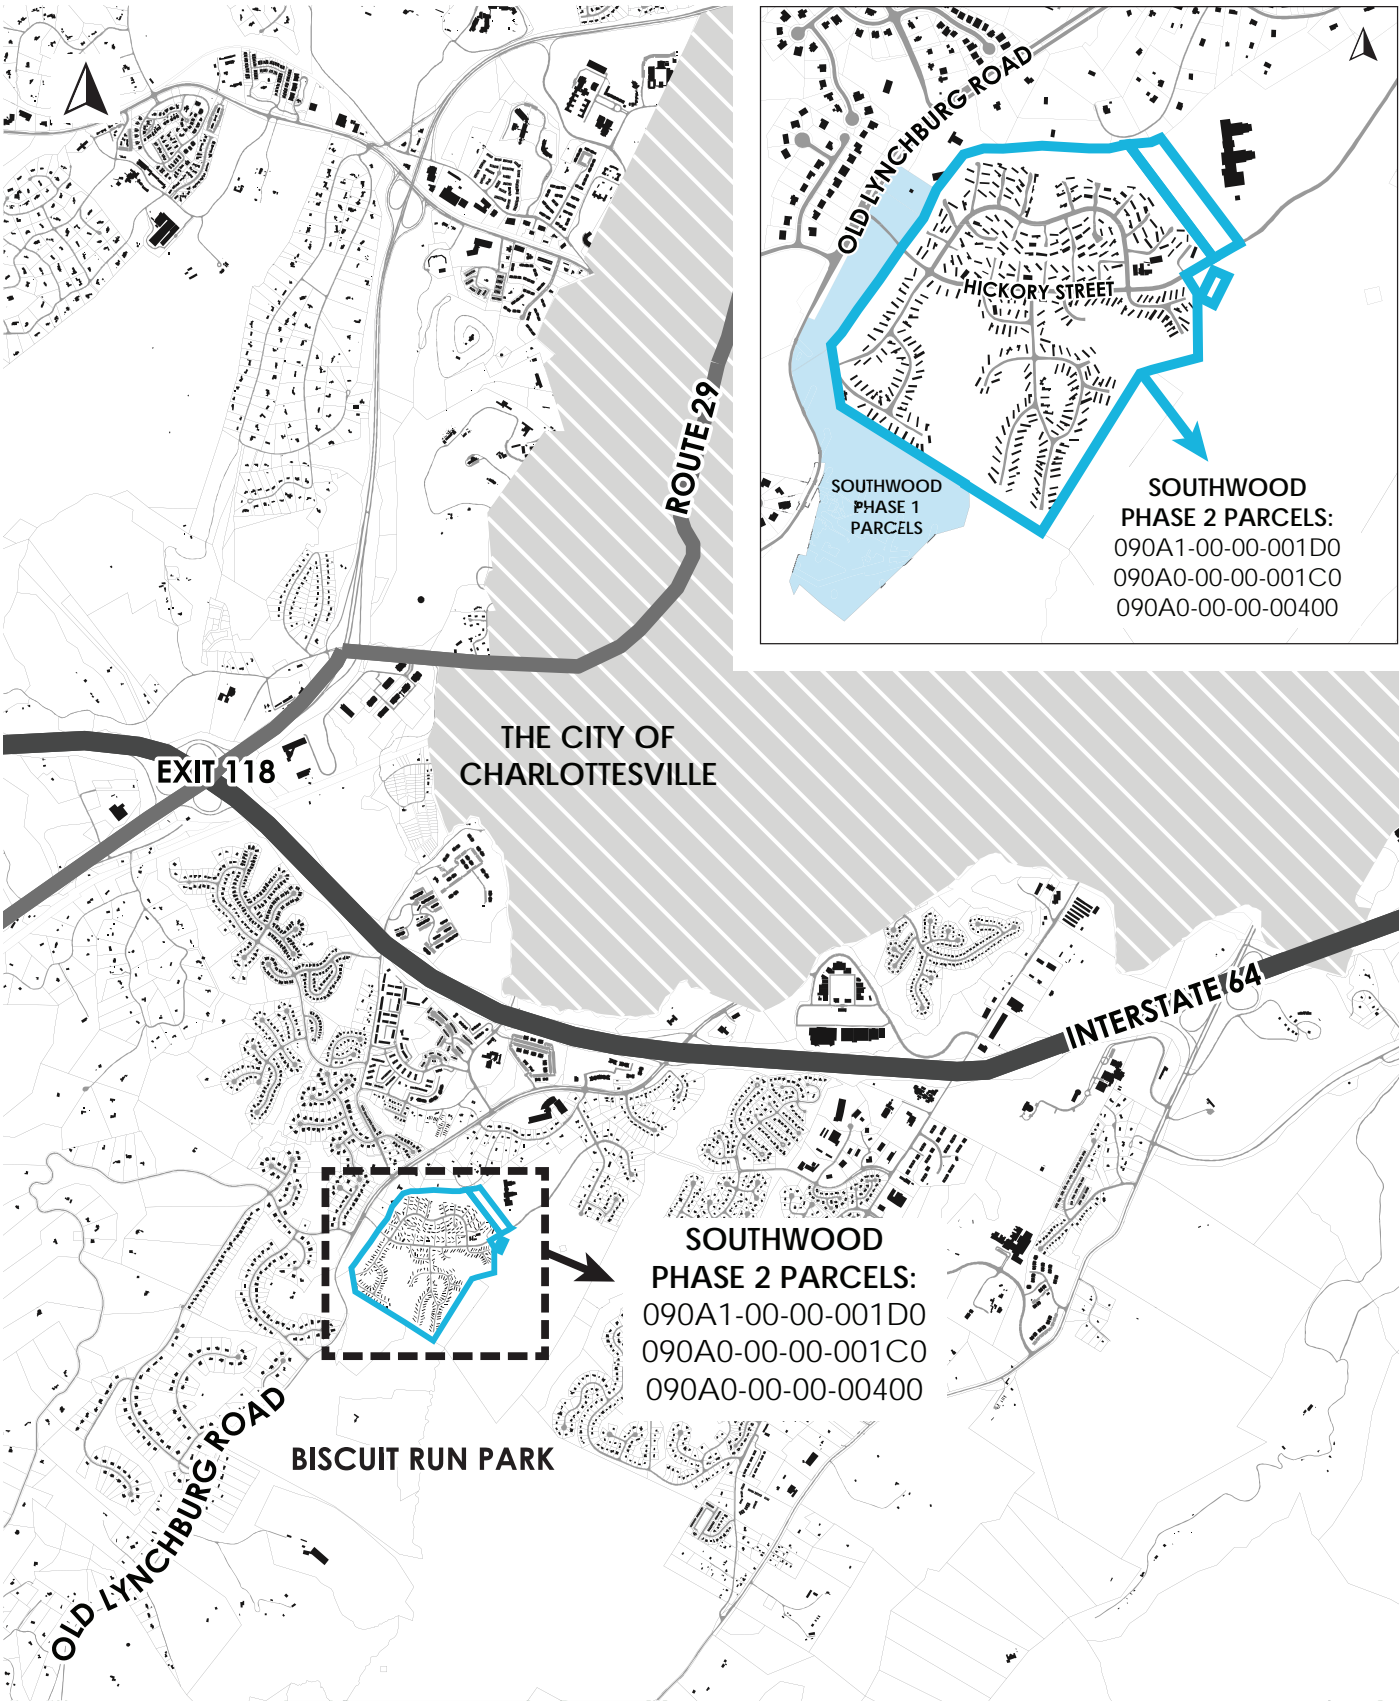 OLD LYNCHBURG ROAD
HICKORY STREET
SOUTHWOOD
PHASE 1
PARCELS
SOUTHWOOD
PHASE 2 PARCELS:
090A1-00-00-001D0
090A0-00-00-001C0
090A0-00-00-00400
ROUTE 29
THE CITY OF
CHARLOTTESVILLE
EXIT 118
INTERSTATE 64
SOUTHWOOD
PHASE 2 PARCELS:
090A1-00-00-001D0
090A0-00-00-001C0
090A0-00-00-00400
BISCUIT RUN PARK
OLD LYNCHBURG ROAD